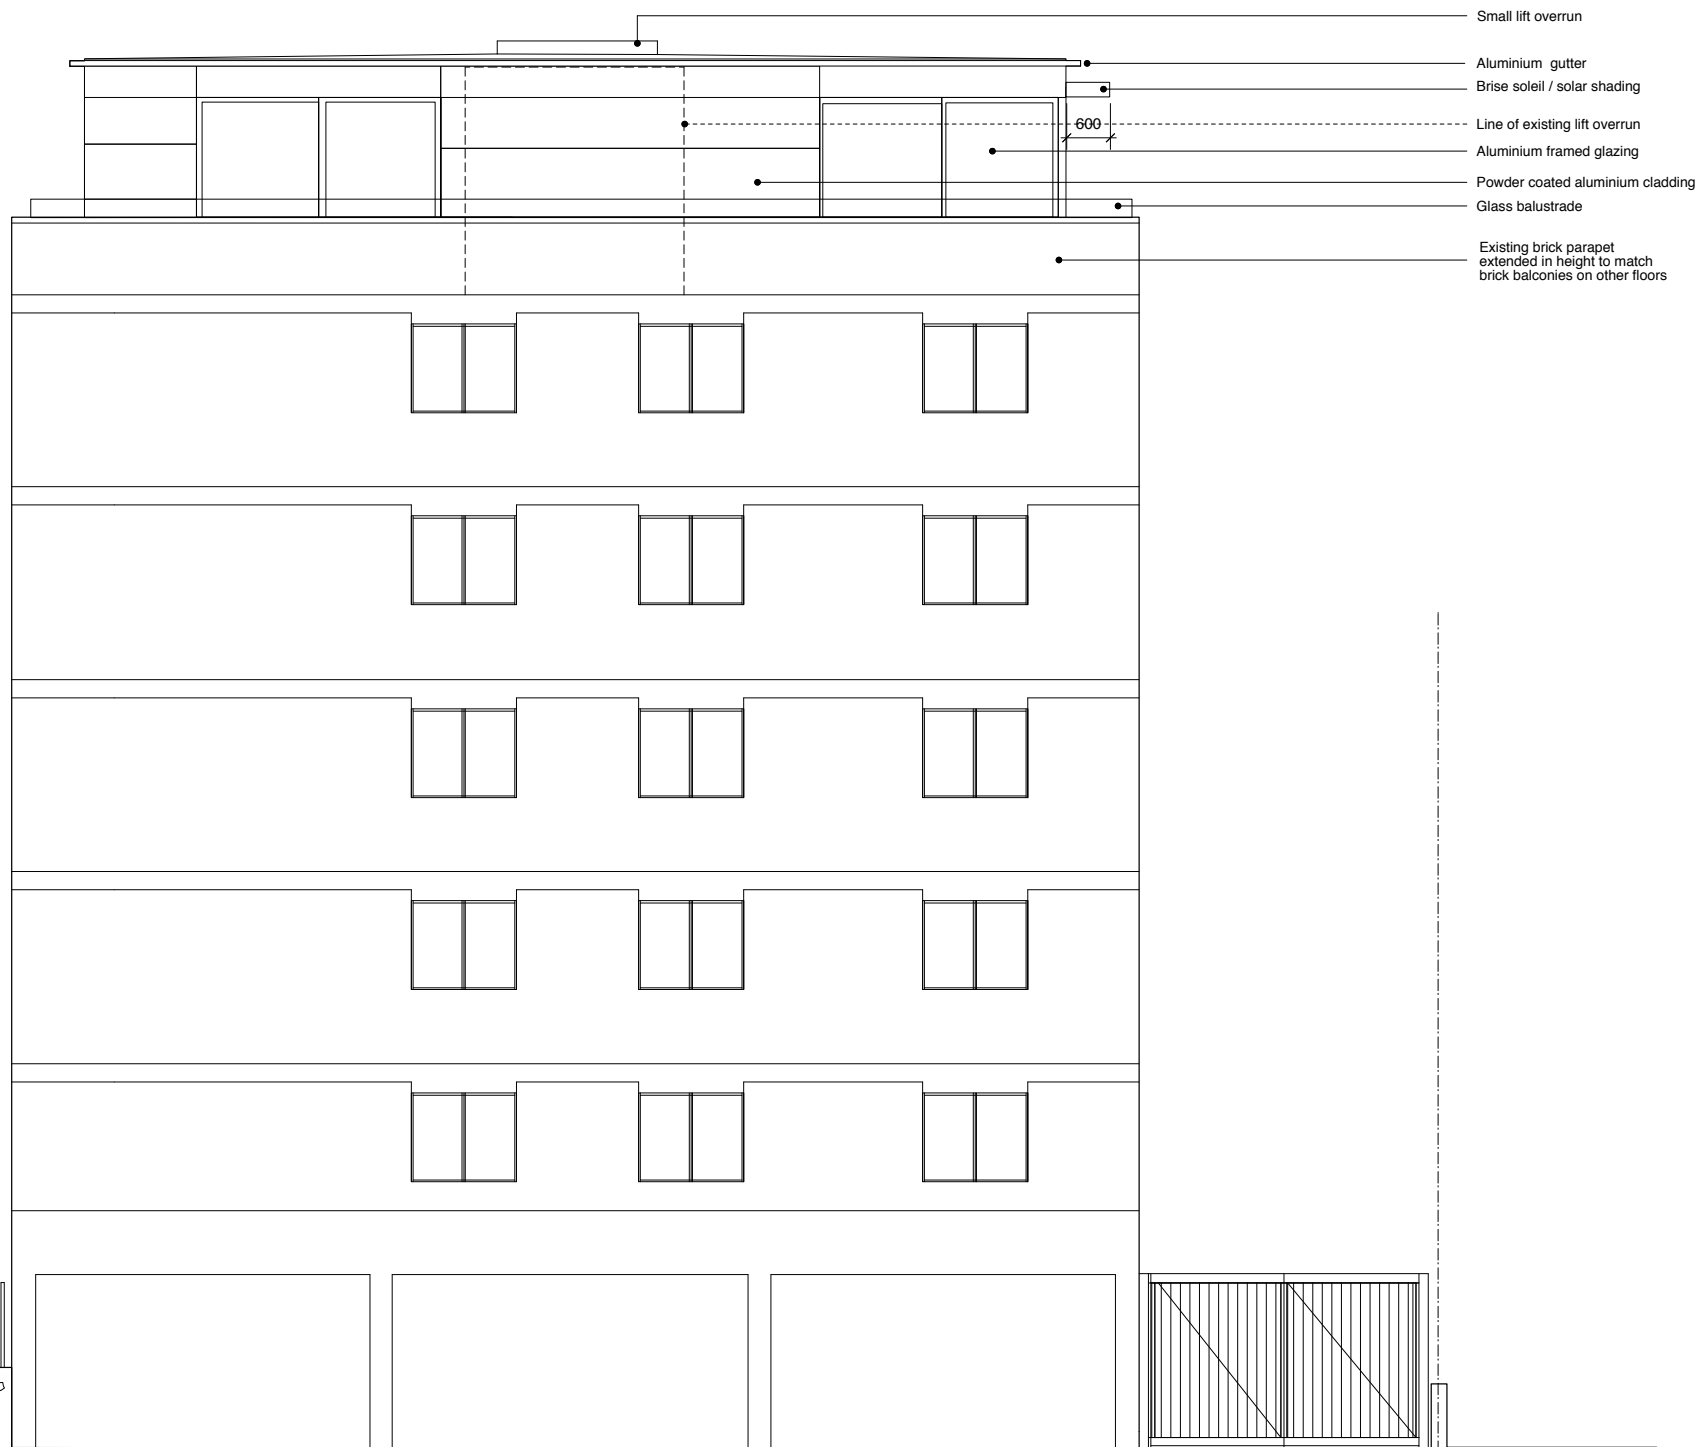 Small lift overrun
Aluminium gutter
Brise soleil / solar shading
600
Line of existing lift overrun
Aluminium framed glazing
Powder coated aluminium cladding
Glass balustrade
Existing brick parapet
extended in height to match
brick balconies on other floors